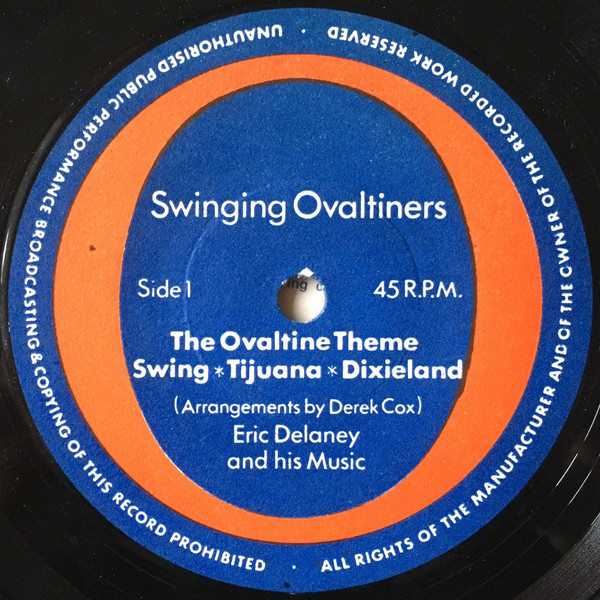 Swinging Ovaltiners
Side 1
45 R.P.M.
The Ovaltine Theme
Swing * Tijuana * Dixieland
(Arrangements by Derek Cox)
Eric Delaney
and his Music
ALL RIGHTS OF THE MANUFACTURER AND OF THE OWNER OF THE RECORDED WORK RESERVED · UNAUTHORISED PUBLIC PERFORMANCE BROADCASTING & COPYING OF THIS RECORD PROHIBITED ·